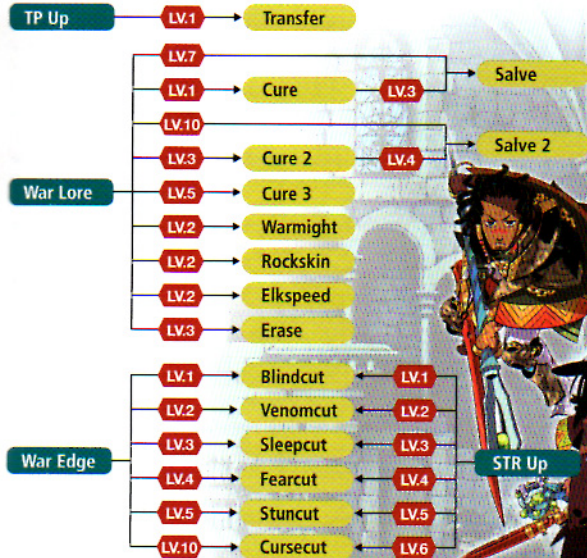 TP Up LV.1 Transfer
LV.7 Salve
LV.1 Cure LV.3
LV.10 Salve 2
LV.3 Cure 2 LV.4
War Lore LV.5 Cure 3
LV.2 Warmight
LV.2 Rockskin
LV.2 Elkspeed
LV.3 Erase
LV.1 Blindcut LV.1
LV.2 Venomcut LV.2
War Edge LV.3 Sleepcut LV.3 STR Up
LV.4 Fearcut LV.4
LV.5 Stuncut LV.5
LV.10 Cursecut LV.6